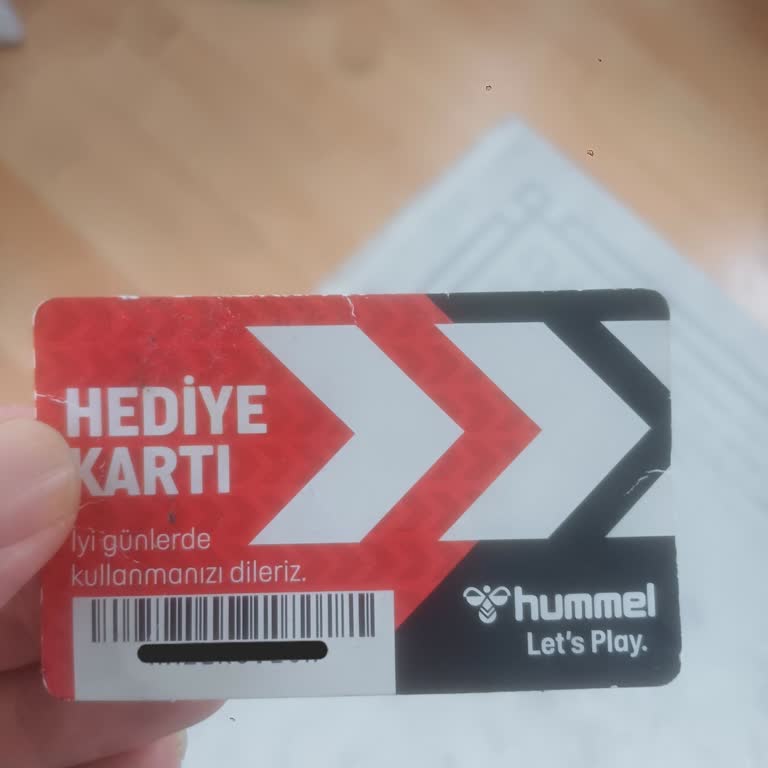 HEDİYE
KARTI
İyi günlerde
kullanmanızı dileriz.
hummel
Let's Play.